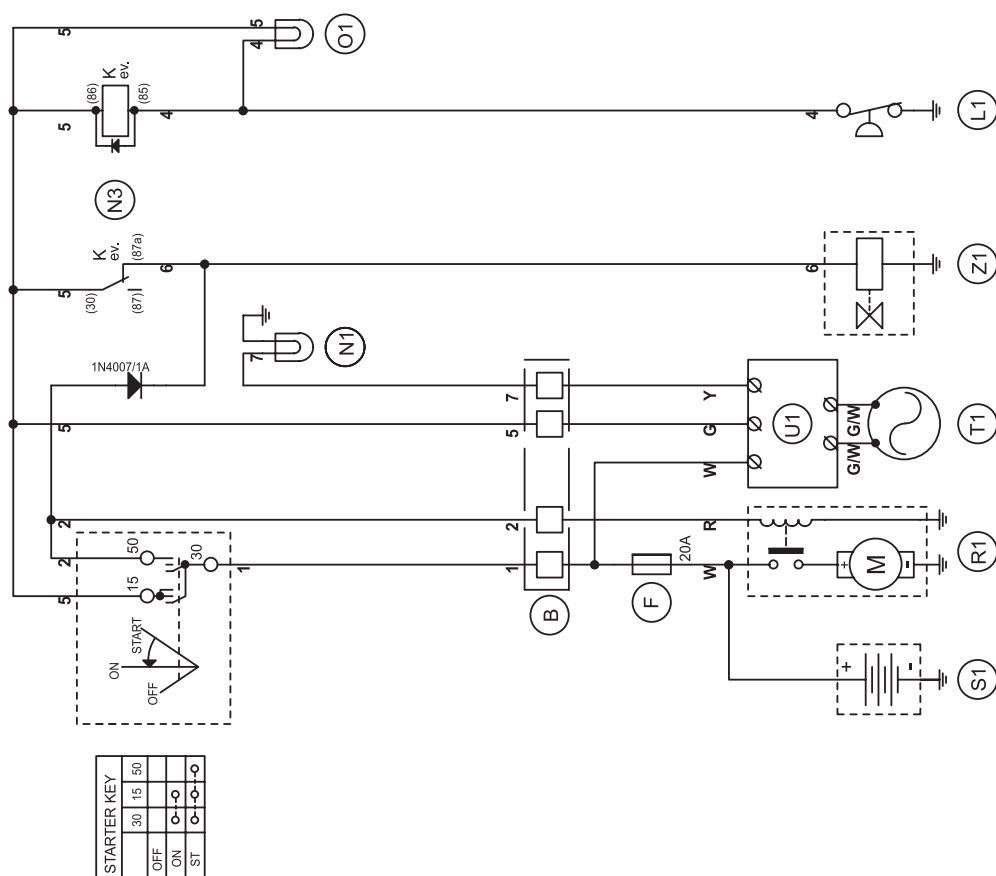 5
5
4
O1
K
ev.
(86)
(85)
5
4
4
L1
N3
K
ev.
(87a)
5
(30)
(87)
6
6
Z1
1N4007/1A
7
N1
7
Y
5
5
G
U1
W
G/W
G/W
T1
2
2
R
2
50
30
1
1
20A
W
F
B
+
M
-
R1
5
15
START
ON
OFF
+
-
S1
STARTER KEY
30 15 50
OFF
ON
ST